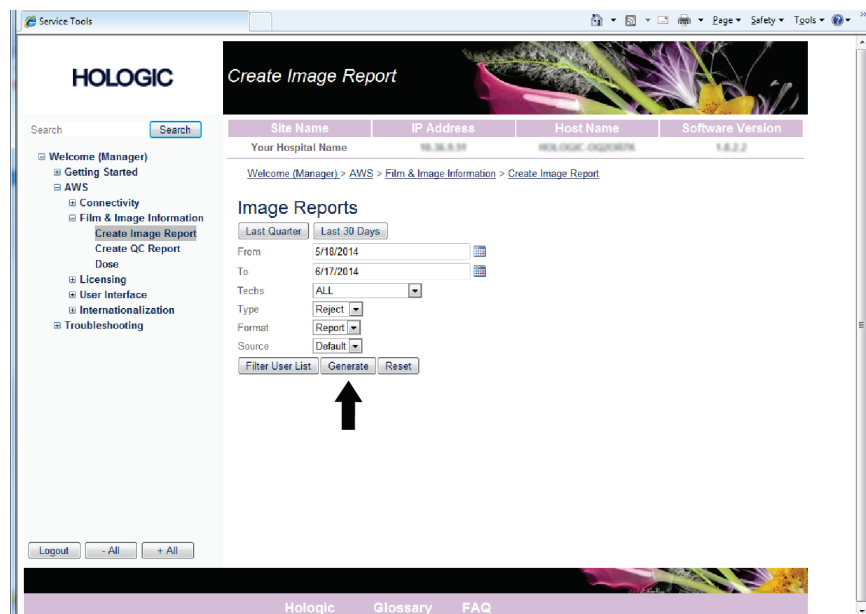 Service Tools
Page Safety Tools
HOLOGIC
Create Image Report
Search Search
Site Name IP Address Host Name Software Version
Your Hospital Name 1.8.2.2
Welcome (Manager)
Getting Started
AWS
Connectivity
Film & Image Information
Create Image Report
Create QC Report
Dose
Licensing
User Interface
Internationalization
Troubleshooting
Welcome (Manager) > AWS > Film & Image Information > Create Image Report
Image Reports
Last Quarter Last 30 Days
From 5/18/2014
To 6/17/2014
Techs ALL
Type Reject
Format Report
Source Default
Filter User List Generate Reset
Logout - All + All
Hologic Glossary FAQ